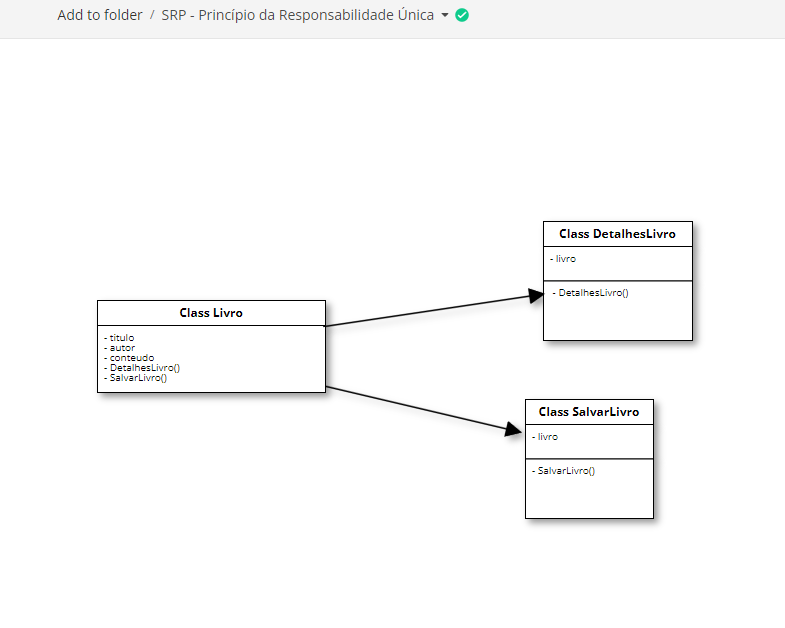 Add to folder / SRP - Princípio da Responsabilidade Única
Class Livro
- titulo
- autor
- conteudo
- DetalhesLivro()
- SalvarLivro()
Class DetalhesLivro
- livro
- DetalhesLivro()
Class SalvarLivro
- livro
- SalvarLivro()